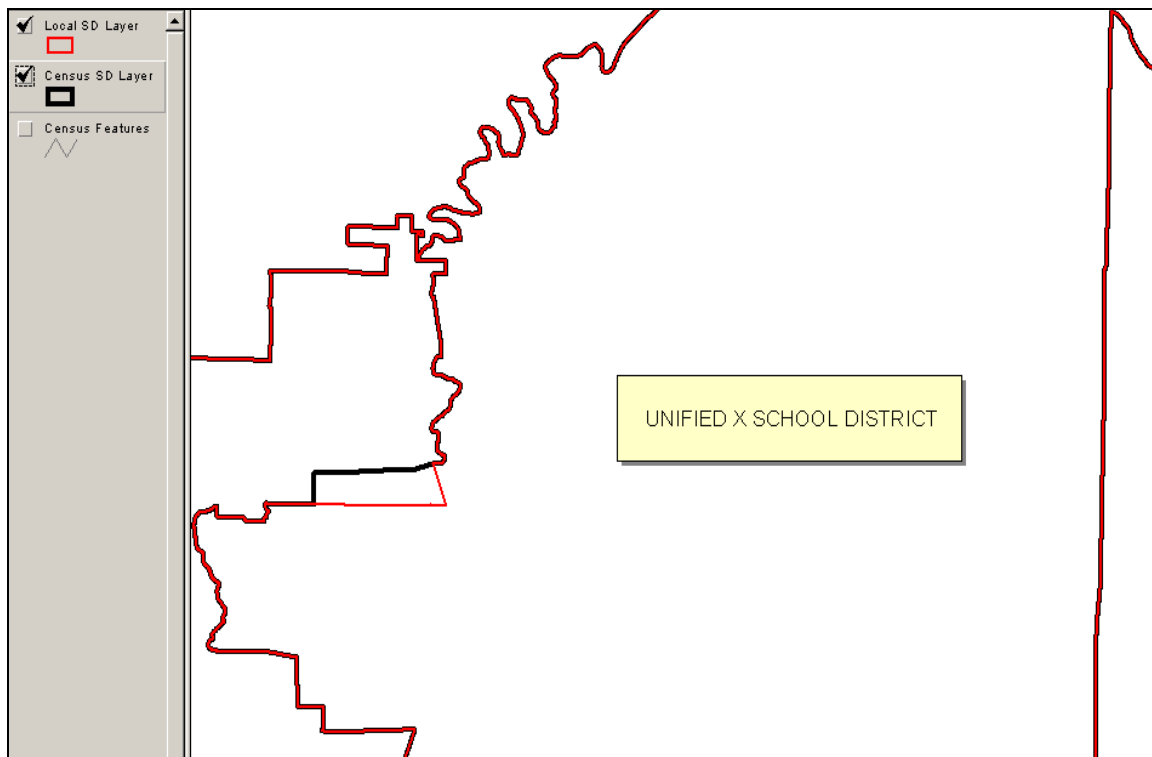 Local SD Layer
Census SD Layer
Census Features
UNIFIED X SCHOOL DISTRICT